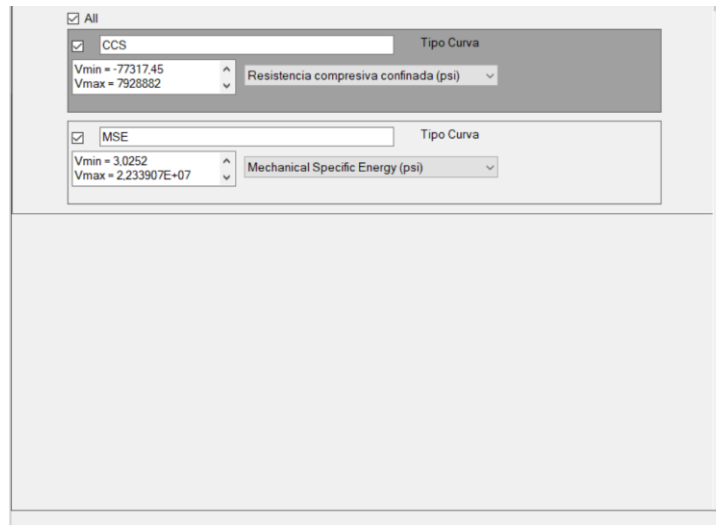 All
CCS
Tipo Curva
Vmin = -77317,45
Vmax = 7928882
Resistencia compresiva confinada (psi)
MSE
Tipo Curva
Vmin = 3,0252
Vmax = 2,233907E+07
Mechanical Specific Energy (psi)